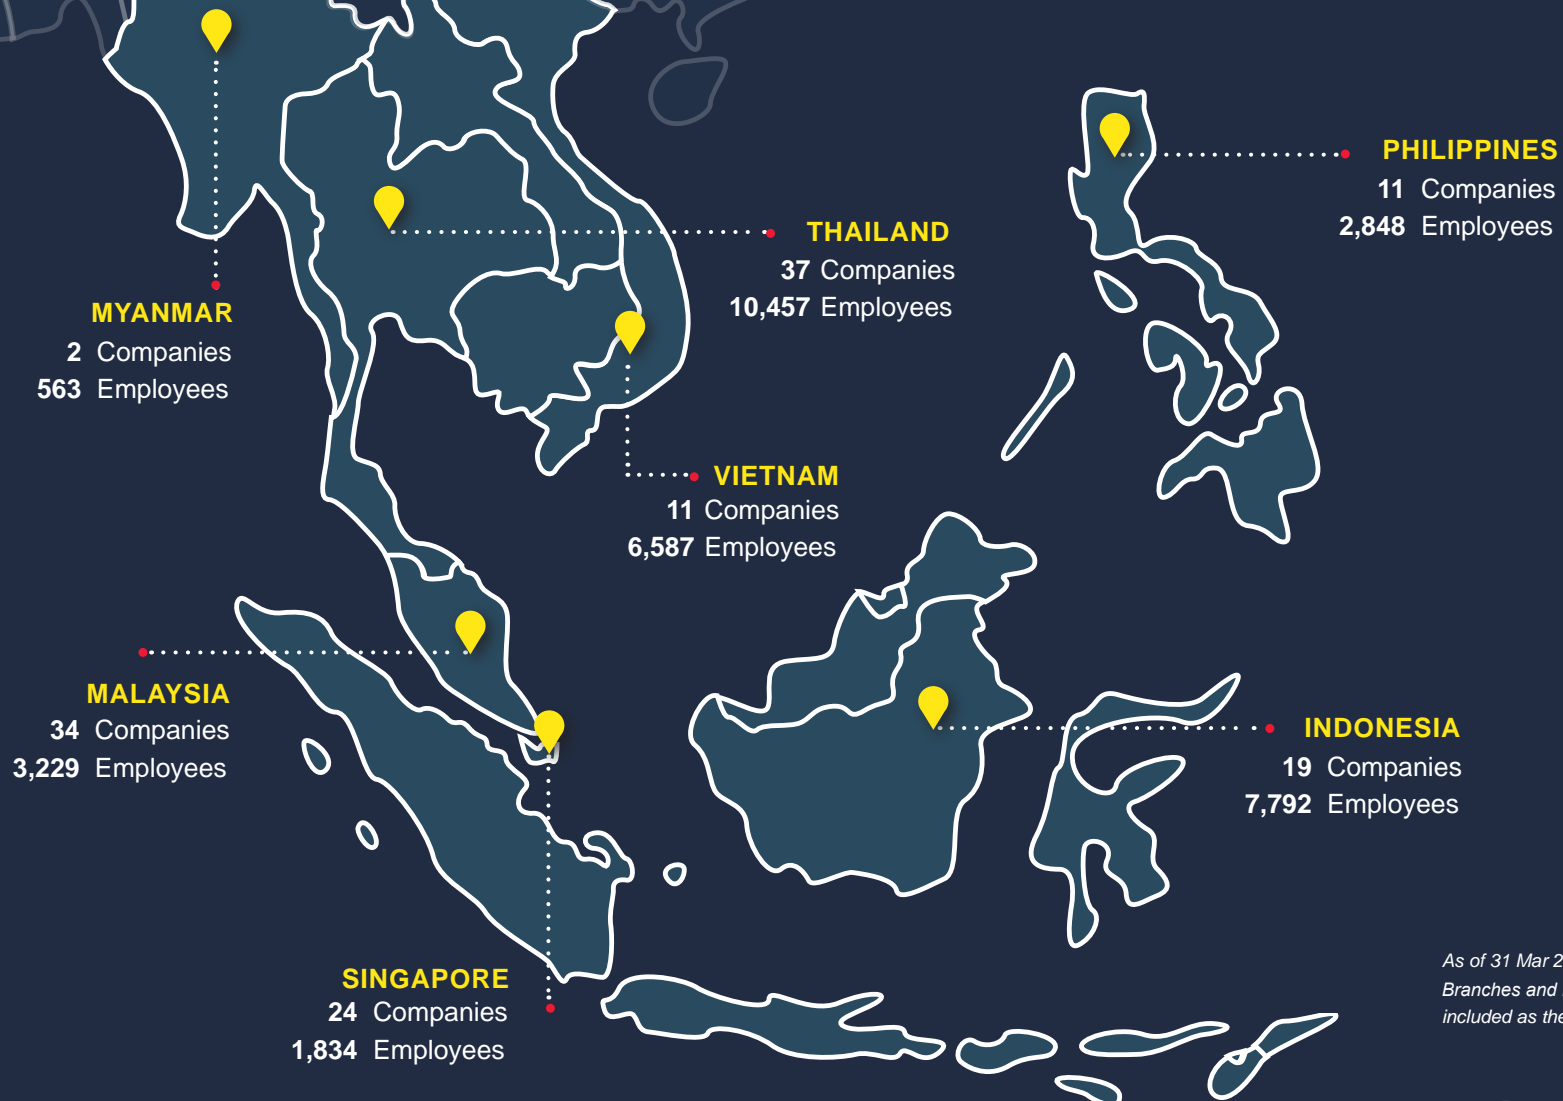 PHILIPPINES
11 Companies
2,848 Employees
THAILAND
37 Companies
10,457 Employees
MYANMAR
2 Companies
563 Employees
VIETNAM
11 Companies
6,587 Employees
MALAYSIA
34 Companies
3,229 Employees
INDONESIA
19 Companies
7,792 Employees
SINGAPORE
24 Companies
1,834 Employees
As of 31 Mar 2
Branches and
included as the